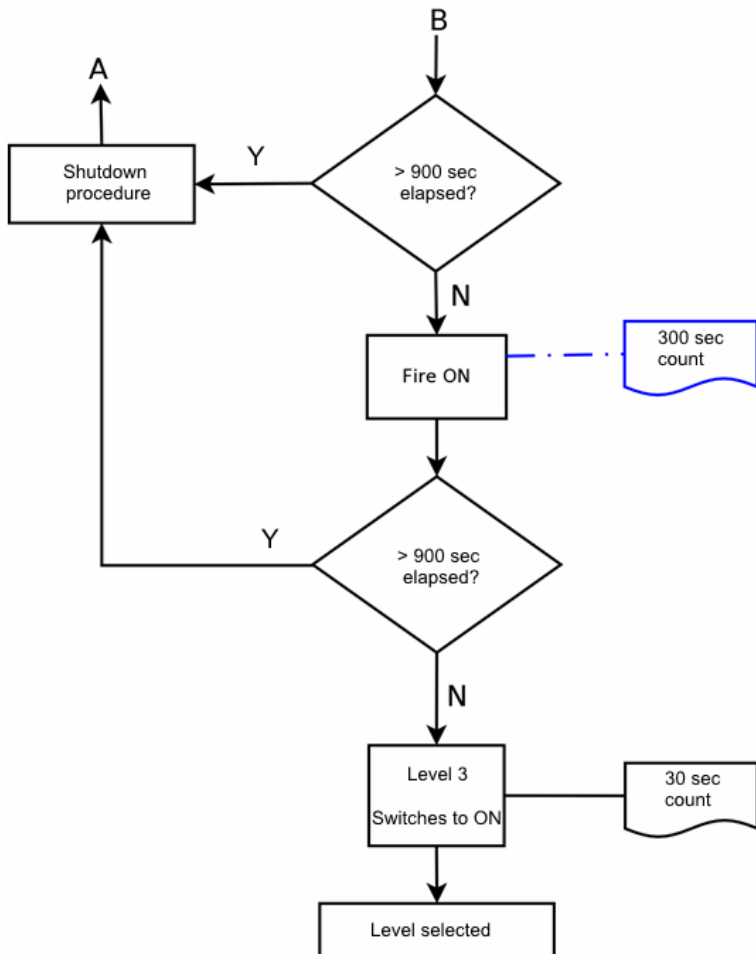 B
A
Y
> 900 sec
elapsed?
Shutdown
procedure
N
300 sec
count
Fire ON
Y
> 900 sec
elapsed?
N
Level 3
Switches to ON
30 sec
count
Level selected